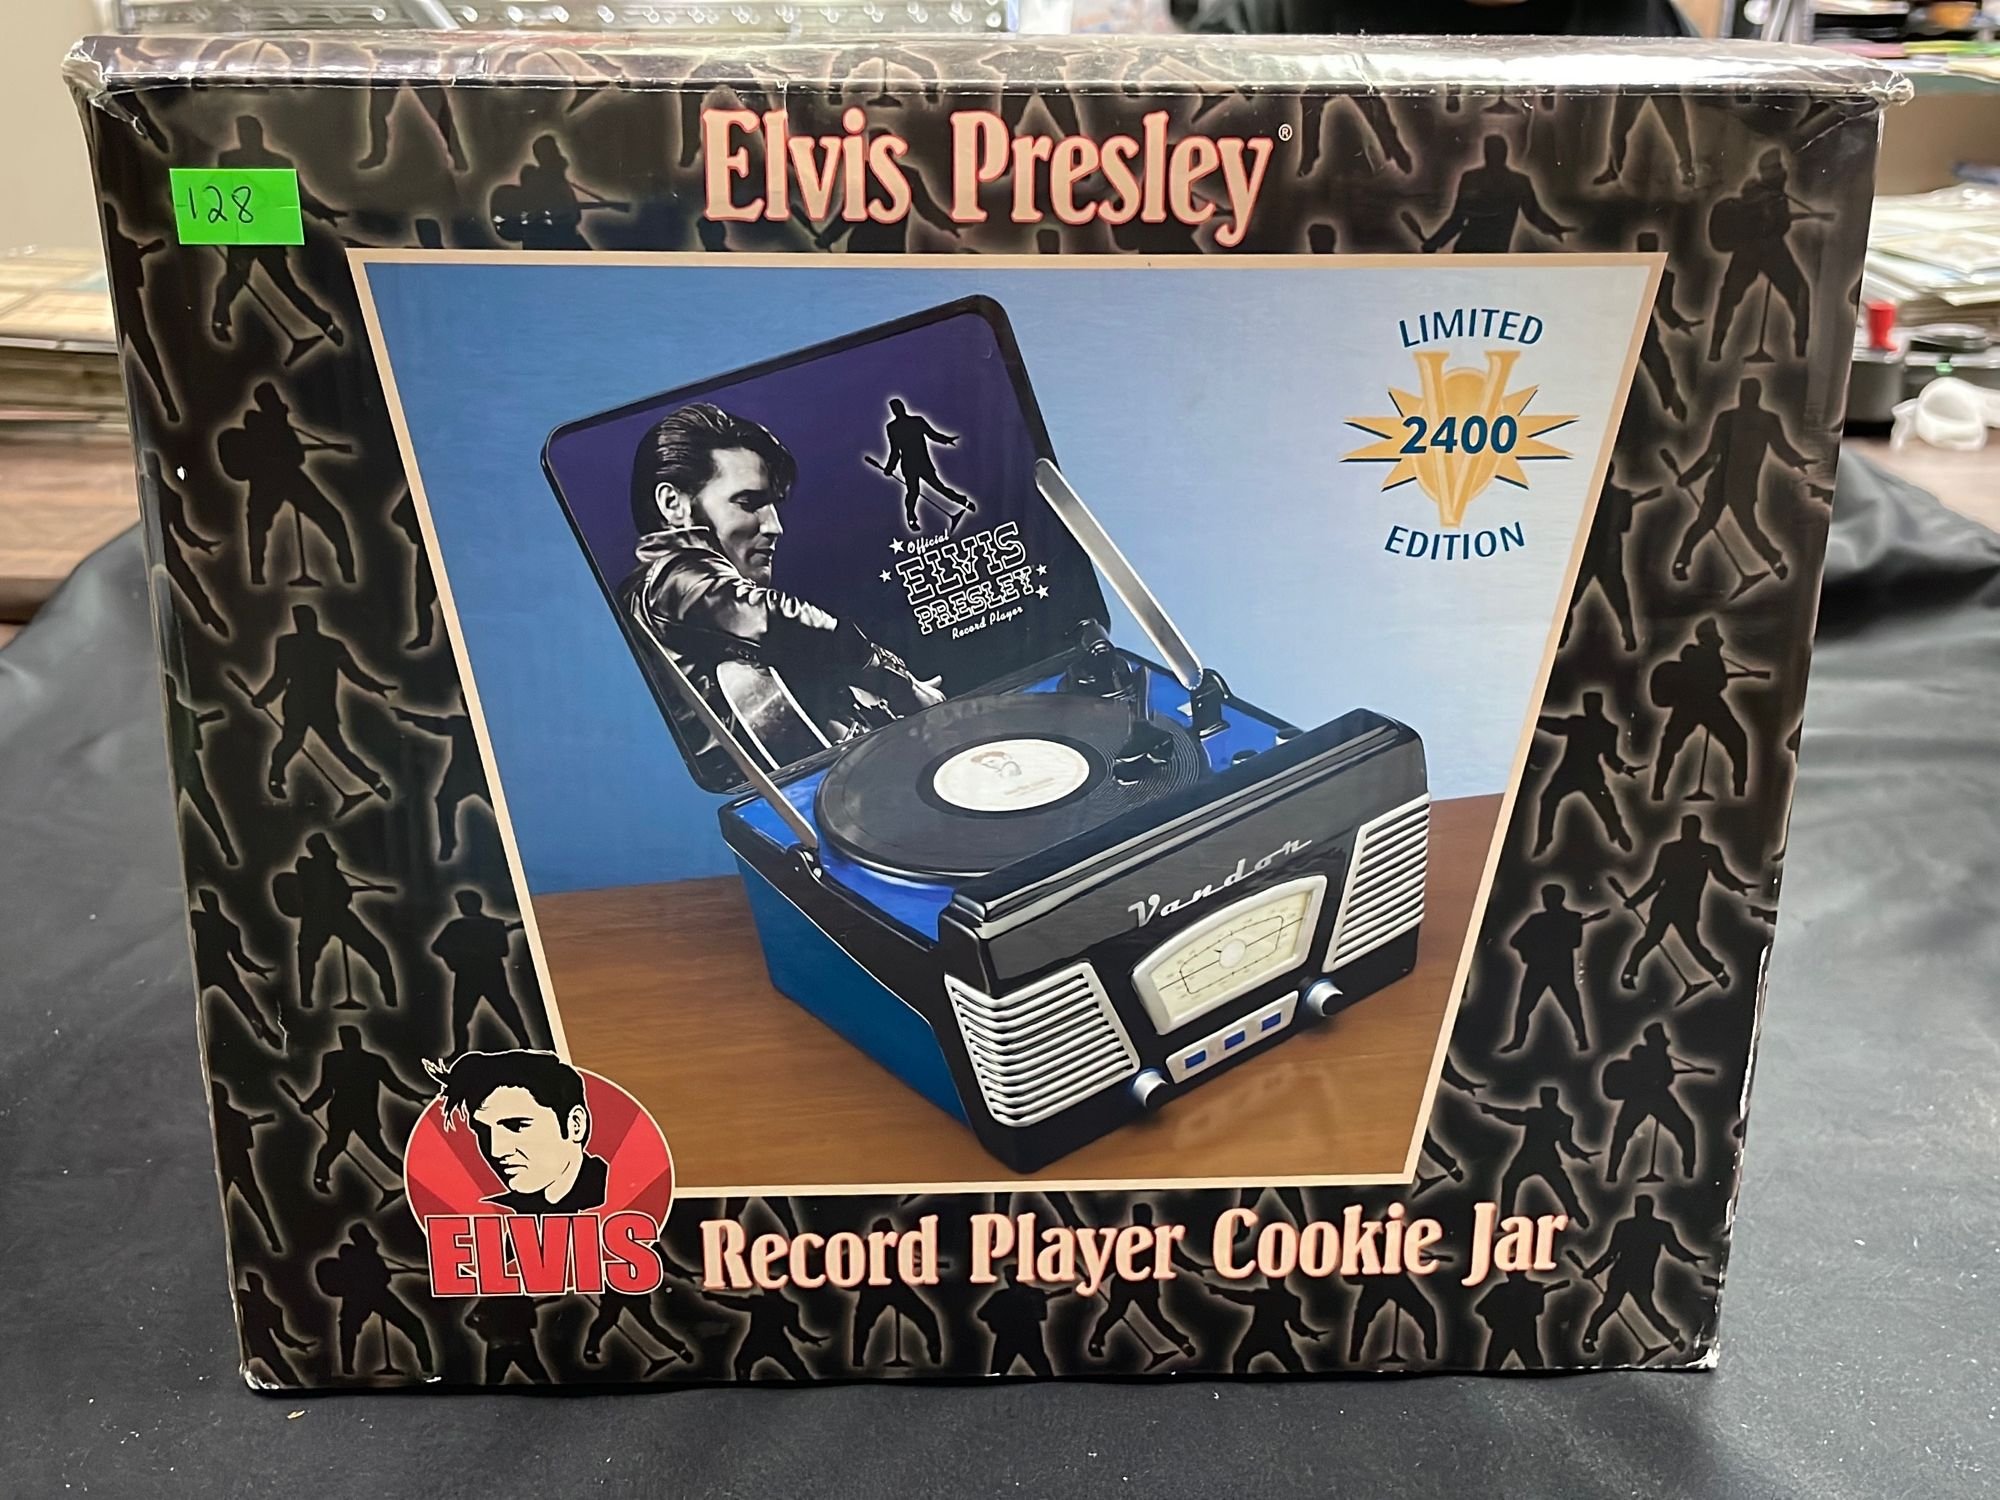 Elvis Presley®
128
LIMITED
2400
EDITION
Official
ELVIS
PRESLEY
Record Player
Vandor
ELVIS
Record Player Cookie Jar